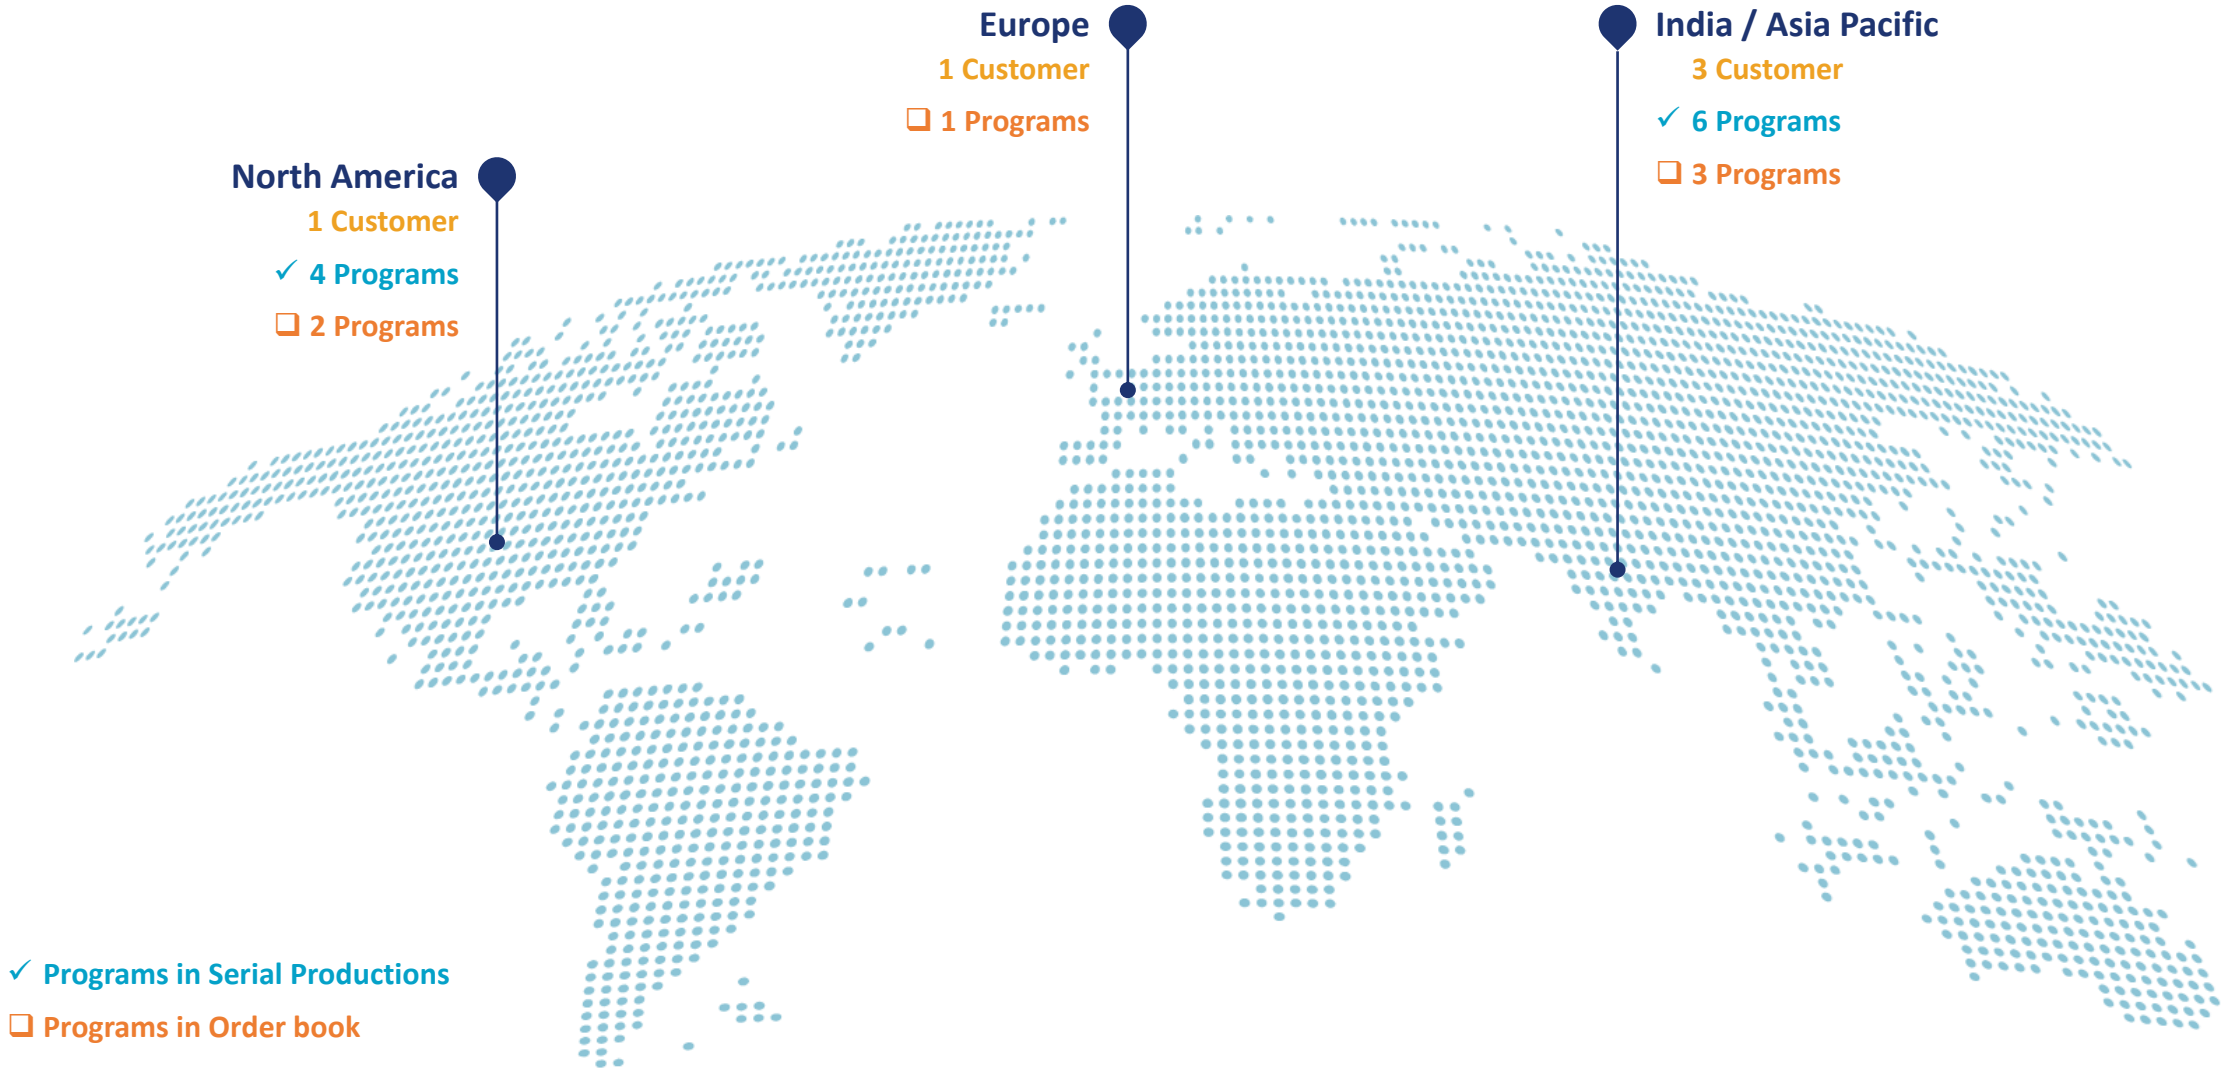 Europe
1 Customer
❑ 1 Programs
India / Asia Pacific
3 Customer
✓ 6 Programs
❑ 3 Programs
North America
1 Customer
✓ 4 Programs
❑ 2 Programs
✓ Programs in Serial Productions
❑ Programs in Order book